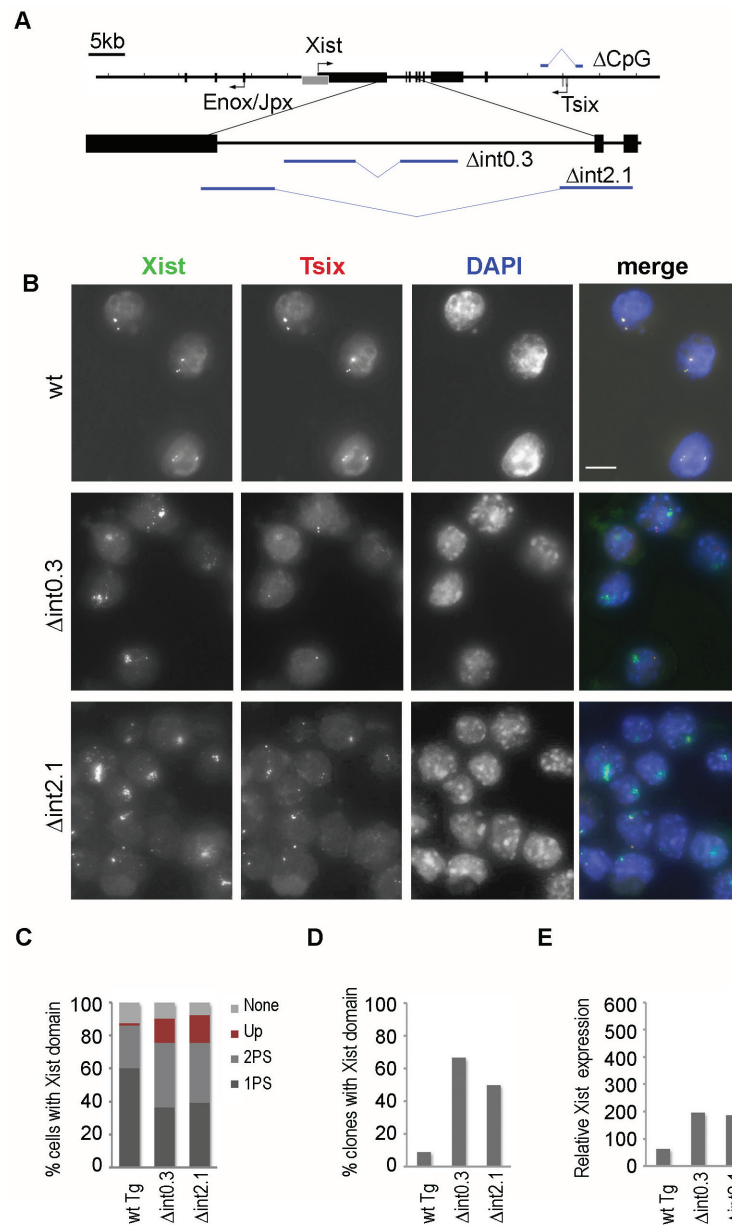 A
5kb
Xist
ΔCpG
Enox/Jpx
Tsix
Δint0.3
Δint2.1
B
Xist
Tsix
DAPI
merge
wt
Δint0.3
Δint2.1
C
D
E
% cells with Xist domain
100
80
60
40
20
0
None
Up
2PS
1PS
wt Tg
Δint0.3
Δint2.1
% clones with Xist domain
100
80
60
40
20
0
wt Tg
Δint0.3
Δint2.1
Relative Xist expression
600
500
400
300
200
100
0
wt Tg
Δint0.3
Δint2.1